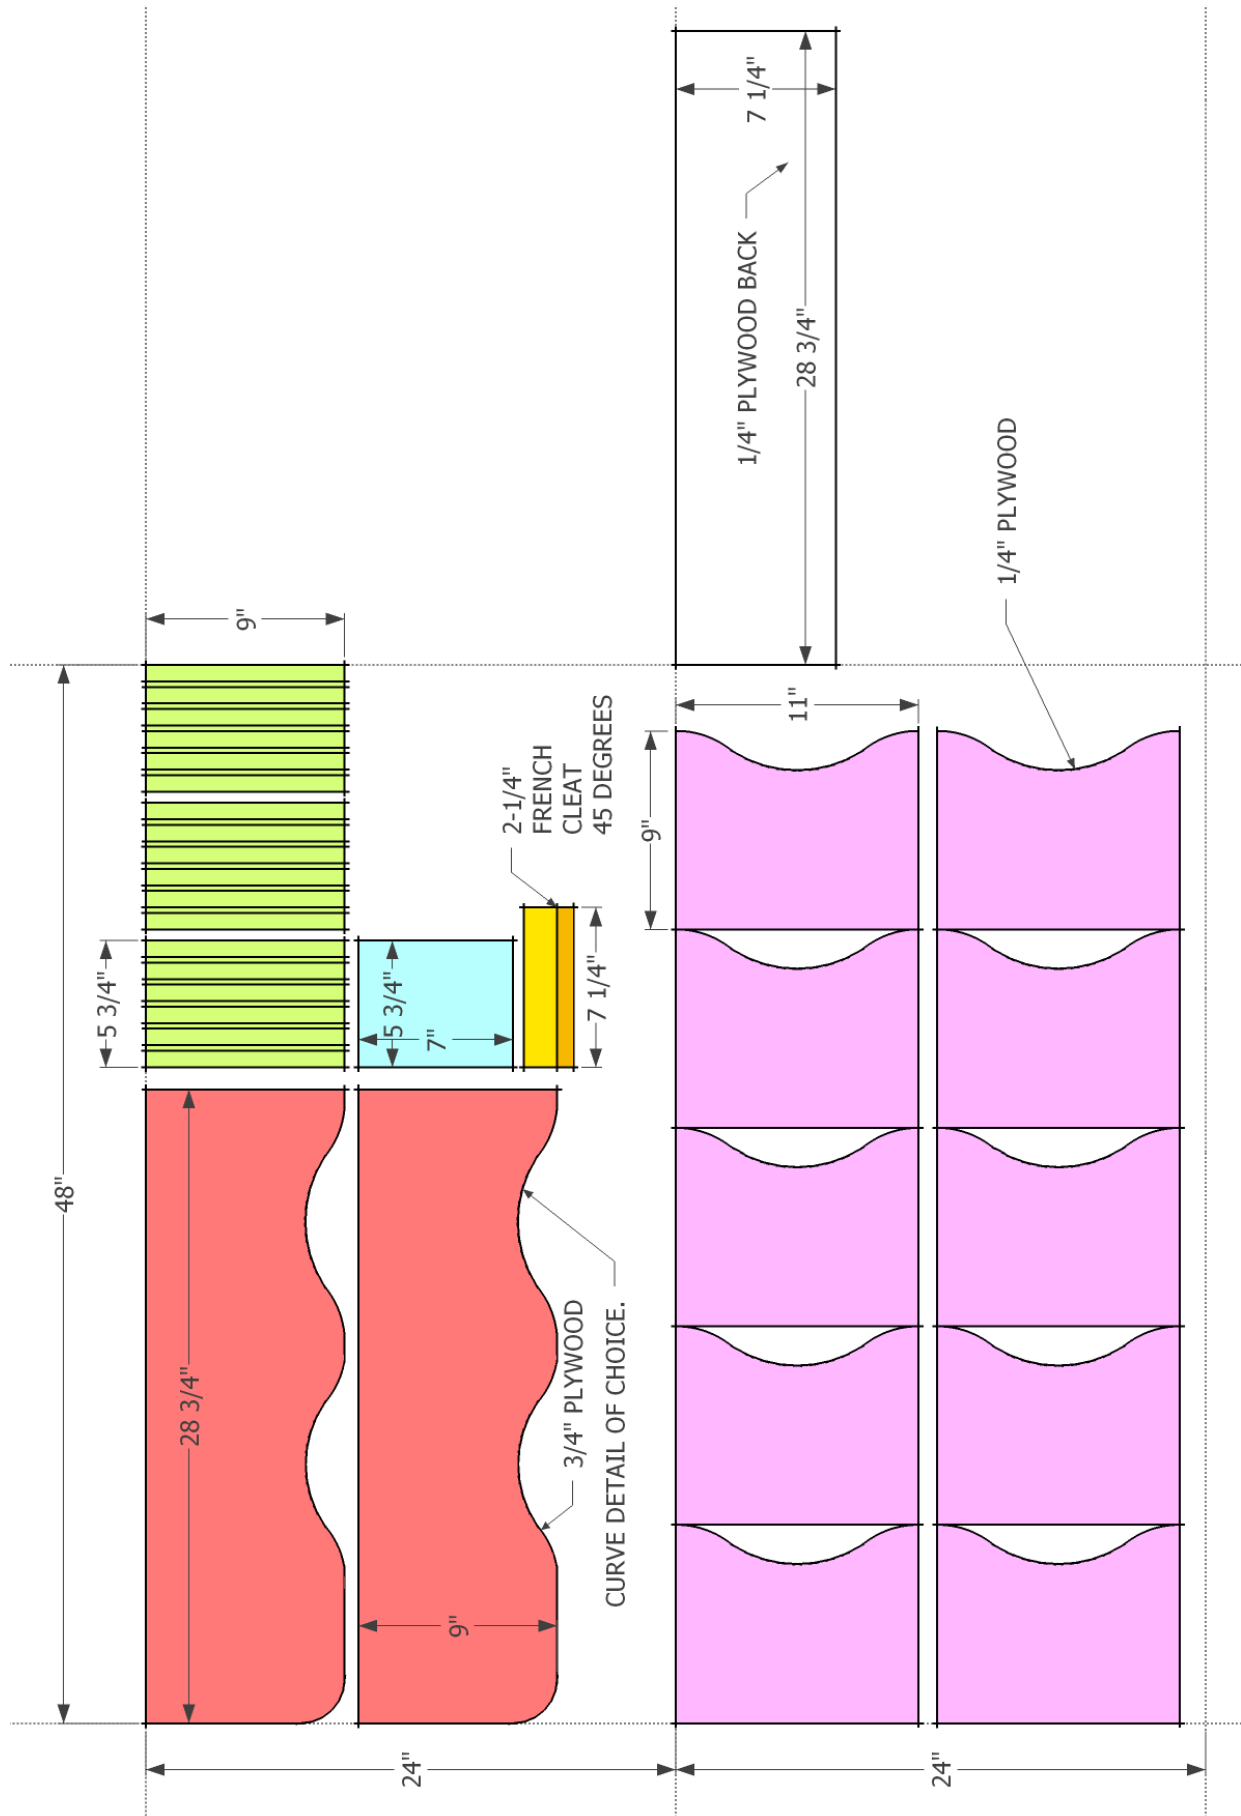 7 1/4"
1/4" PLYWOOD BACK
28 3/4"
1/4" PLYWOOD
9"
5 3/4"
5 3/4"
7"
2-1/4"
FRENCH
CLEAT
45 DEGREES
7 1/4"
11"
9"
48"
28 3/4"
3/4" PLYWOOD
CURVE DETAIL OF CHOICE.
9"
24"
24"